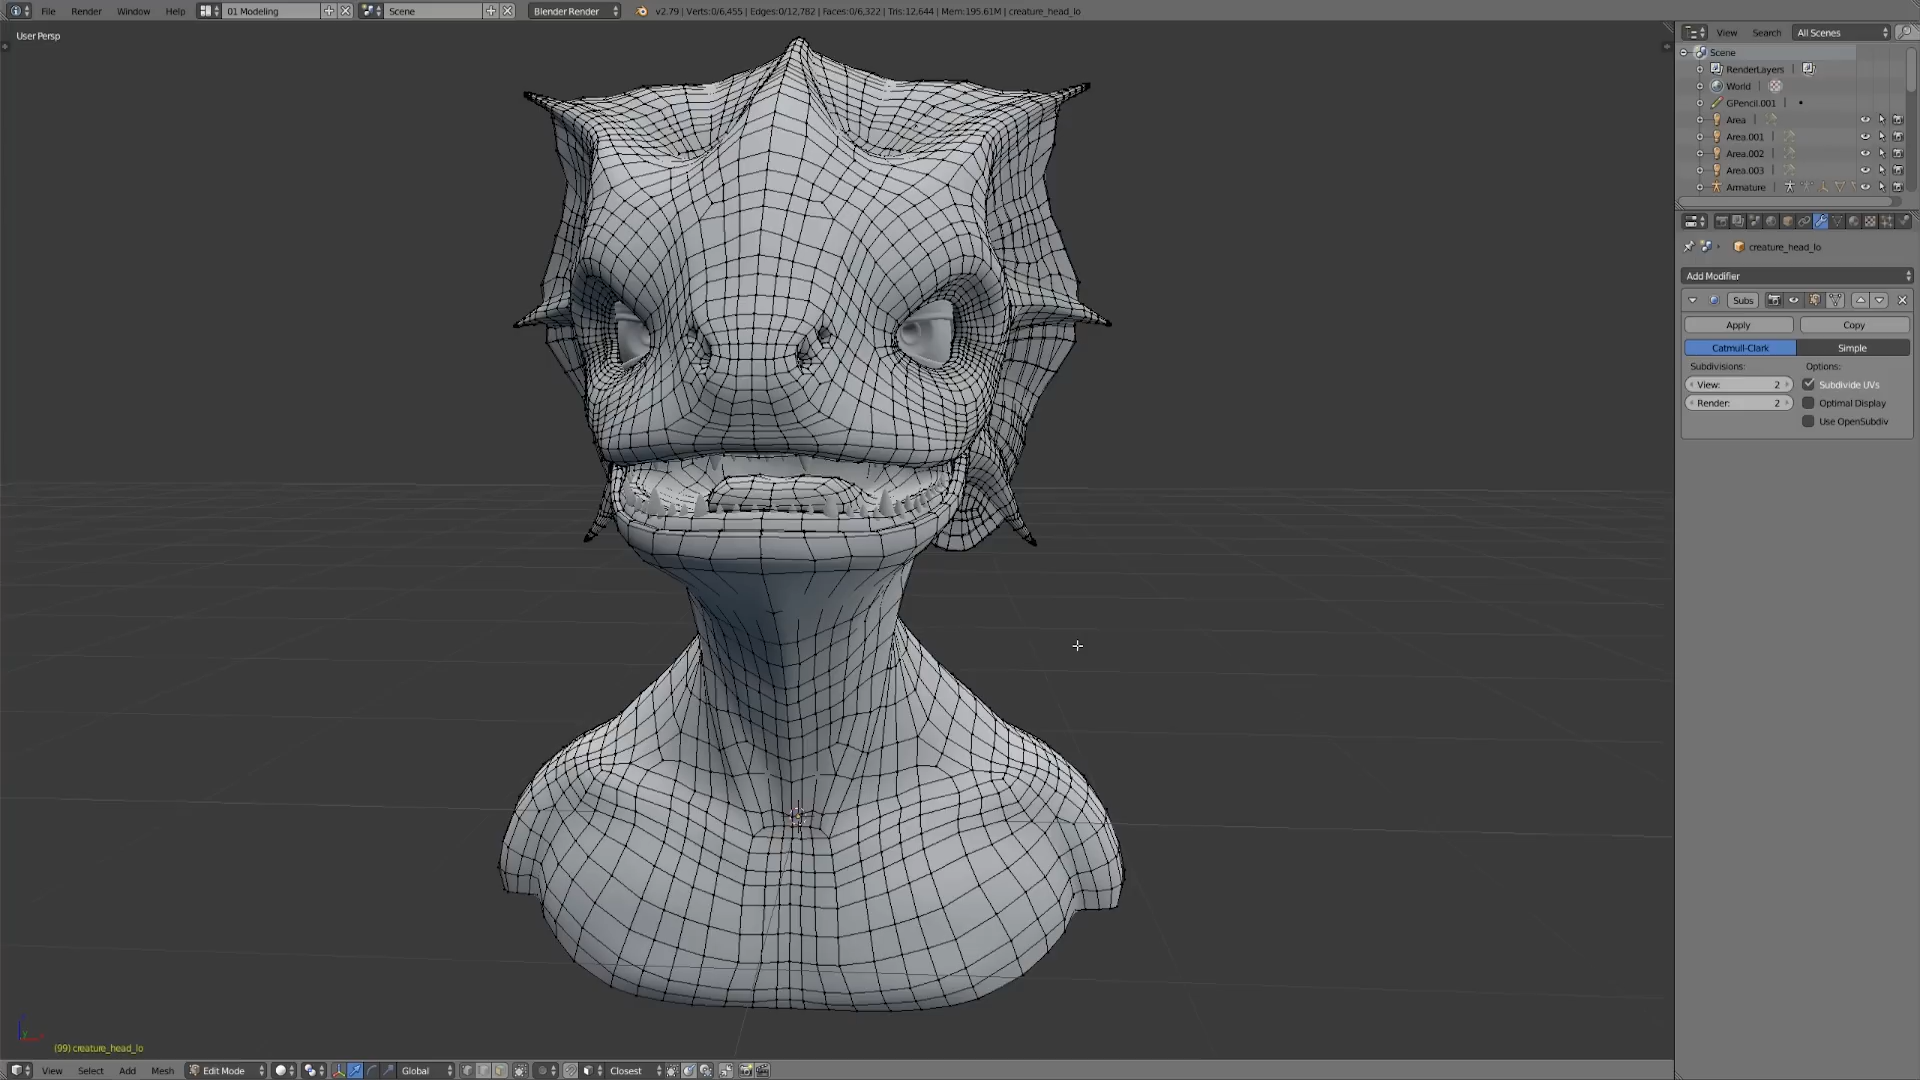 File Render Window Help 01 Modeling Scene Blender Render v2.79 | Verts:0/6,455 | Edges:0/12,782 | Faces:0/6,322 | Tris:12,644 | Mem:195.61M | creature_head_lo
User Persp
View Search All Scenes
Scene
RenderLayers |
World |
GPencil.001 |
Area |
Area.001 |
Area.002 |
Area.003 |
Armature |
creature_head_lo
Add Modifier
Subs
Apply Copy
Catmull-Clark Simple
Subdivisions: Options:
View: 2 Subdivide UVs
Render: 2 Optimal Display
Use OpenSubdiv
(99) creature_head_lo
View Select Add Mesh Edit Mode Global Closest